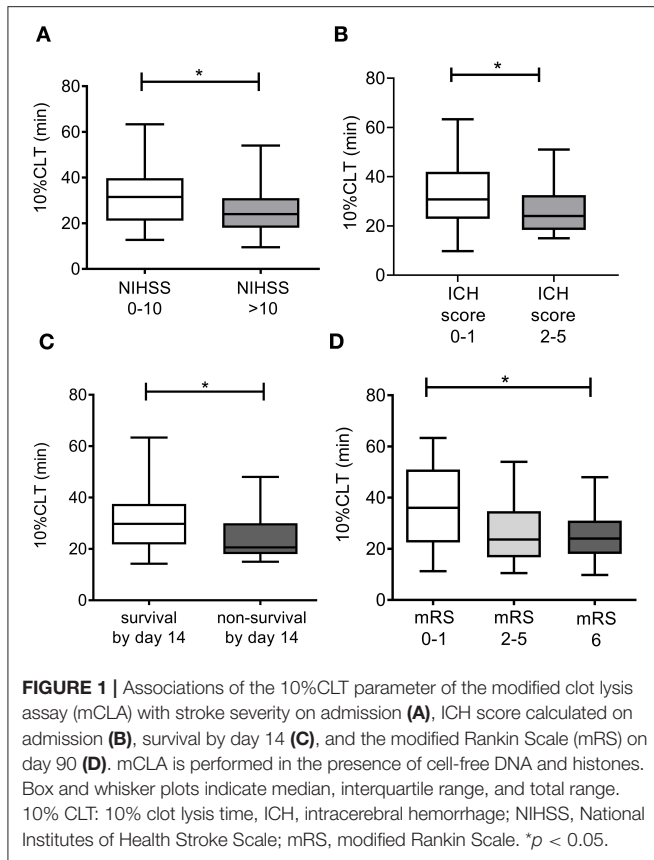 A
*
10%CLT (min)
80
60
40
20
0
NIHSS
0-10
NIHSS
>10
B
*
10%CLT (min)
80
60
40
20
0
ICH
score
0-1
ICH
score
2-5
C
*
10%CLT (min)
80
60
40
20
0
survival
by day 14
non-survival
by day 14
D
*
10%CLT (min)
80
60
40
20
0
mRS
0-1
mRS
2-5
mRS
6
FIGURE 1 | Associations of the 10%CLT parameter of the modified clot lysis
assay (mCLA) with stroke severity on admission (A), ICH score calculated on
admission (B), survival by day 14 (C), and the modified Rankin Scale (mRS) on
day 90 (D). mCLA is performed in the presence of cell-free DNA and histones.
Box and whisker plots indicate median, interquartile range, and total range.
10% CLT: 10% clot lysis time, ICH, intracerebral hemorrhage; NIHSS, National
Institutes of Health Stroke Scale; mRS, modified Rankin Scale. *p < 0.05.